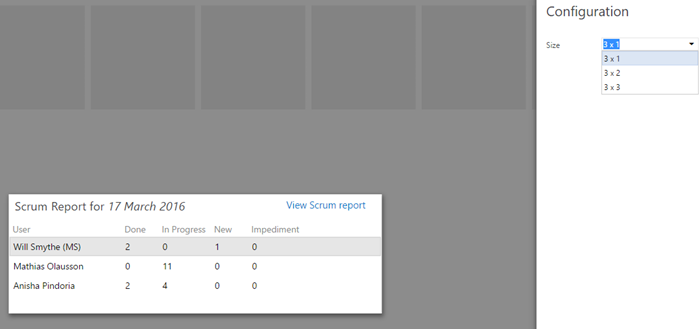 Configuration
Size 3 x 1
3 x 1
3 x 2
3 x 3
Scrum Report for 17 March 2016 View Scrum report
User Done In Progress New Impediment
Will Smythe (MS) 2 0 1 0
Mathias Olausson 0 11 0 0
Anisha Pindoria 2 4 0 0